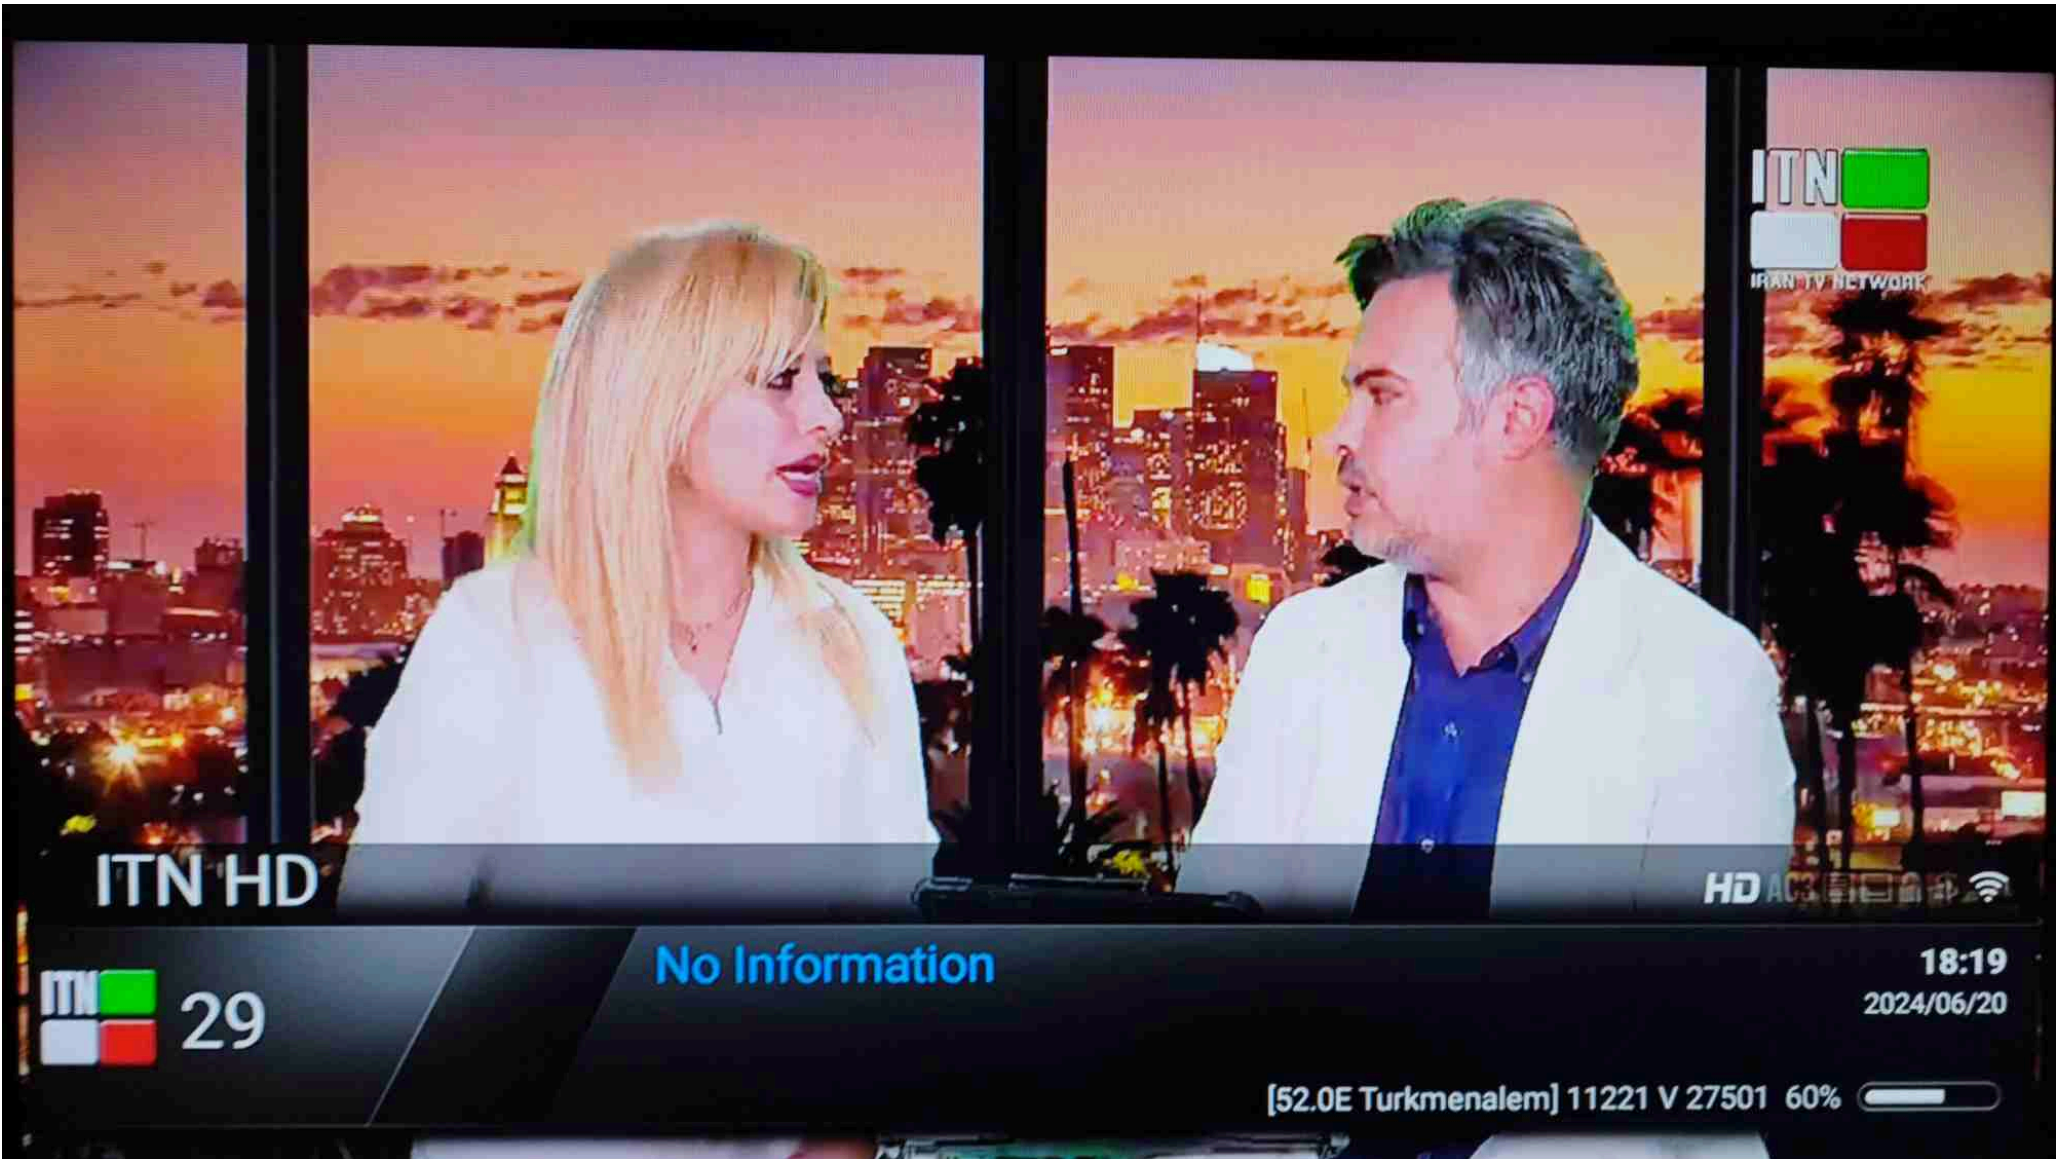 ITN
IRAN TV NETWORK
ITN HD
HD AC3
ITN
29
No Information
18:19
2024/06/20
[52.0E Turkmenalem] 11221 V 27501 60%